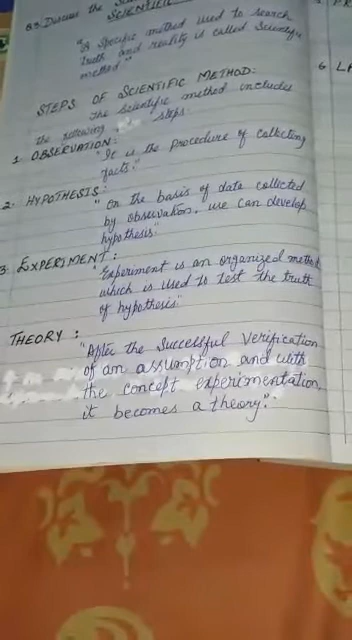 Q3. Discuss the
SCIENTIFIC
"A specific method used to search
truth and reality is called Scientific
method"
STEPS OF SCIENTIFIC METHOD:
The scientific method includes
the following steps.
1. OBSERVATION:
"It is the procedure of collecting
facts."
2. HYPOTHESIS:
"On the basis of data collected
by observation, we can develop
hypothesis."
3. EXPERIMENT:
"Experiment is an organized method
which is used to test the truth
of hypothesis"
THEORY:
"After the successful verification
of an assumption and with
the concept experimentation
it becomes a theory".
6